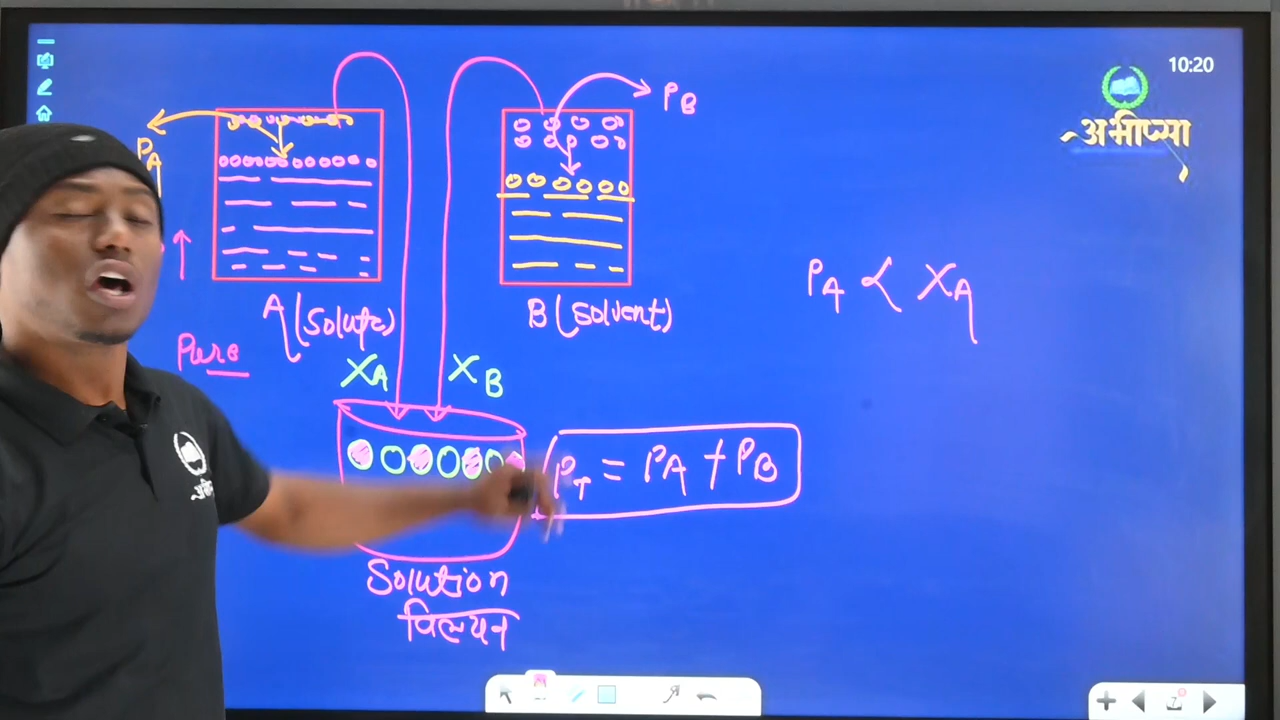 10:20
अभीप्सा
PA
PB
A (Solute)
B (Solvent)
PA ∝ XA
Pure
XA
XB
PT = PA + PB
Solution
विलयन